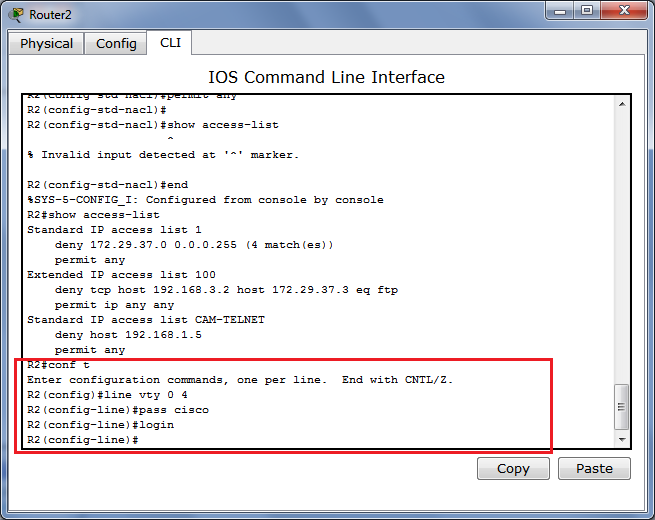 Router2
Physical Config CLI
IOS Command Line Interface
R2(config-std-nacl)#permit any
R2(config-std-nacl)#
R2(config-std-nacl)#show access-list
^
% Invalid input detected at '^' marker.
R2(config-std-nacl)#end
%SYS-5-CONFIG_I: Configured from console by console
R2#show access-list
Standard IP access list 1
deny 172.29.37.0 0.0.0.255 (4 match(es))
permit any
Extended IP access list 100
deny tcp host 192.168.3.2 host 172.29.37.3 eq ftp
permit ip any any
Standard IP access list CAM-TELNET
deny host 192.168.1.5
permit any
R2#conf t
Enter configuration commands, one per line.  End with CNTL/Z.
R2(config)#line vty 0 4
R2(config-line)#pass cisco
R2(config-line)#login
R2(config-line)#
Copy Paste